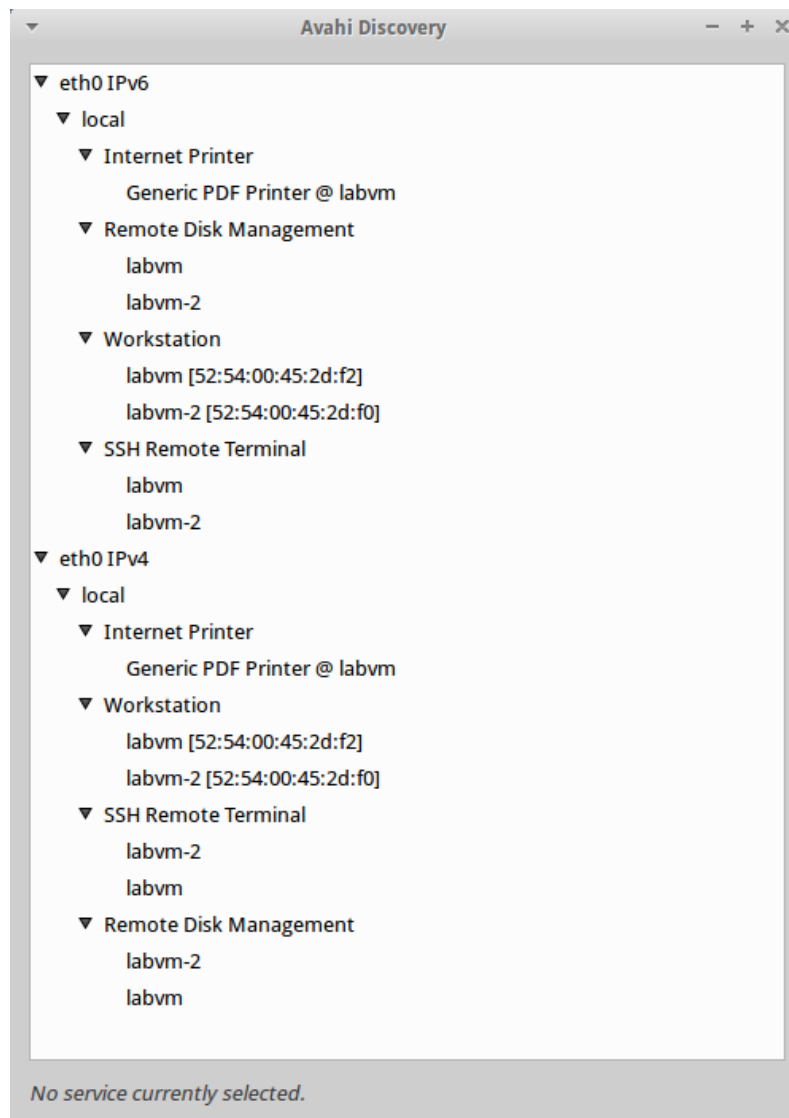 Avahi Discovery
eth0 IPv6
local
Internet Printer
Generic PDF Printer @ labvm
Remote Disk Management
labvm
labvm-2
Workstation
labvm [52:54:00:45:2d:f2]
labvm-2 [52:54:00:45:2d:f0]
SSH Remote Terminal
labvm
labvm-2
eth0 IPv4
local
Internet Printer
Generic PDF Printer @ labvm
Workstation
labvm [52:54:00:45:2d:f2]
labvm-2 [52:54:00:45:2d:f0]
SSH Remote Terminal
labvm-2
labvm
Remote Disk Management
labvm-2
labvm
No service currently selected.